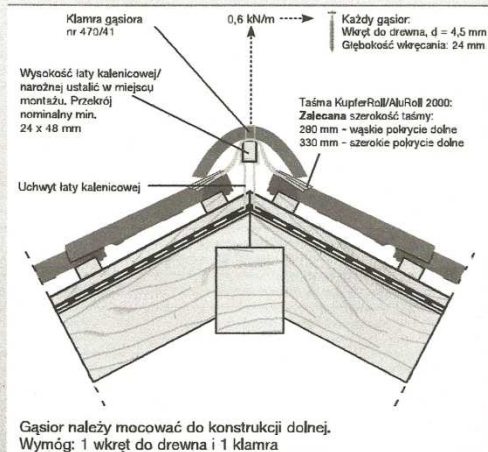 Klamra gąsiora
nr 470/41
0,6 kN/m
Każdy gąsior:
Wkręt do drewna, d = 4,5 mm
Głębokość wkręcania: 24 mm
Wysokość łaty kalenicowej/
narożnej ustalić w miejscu
montażu. Przekrój
nominalny min.
24 x 48 mm
Taśma KupferRoll/AluRoll 2000:
Zalecana szerokość taśmy:
280 mm - wąskie pokrycie dolne
330 mm - szerokie pokrycie dolne
Uchwyt łaty kalenicowej
Gąsior należy mocować do konstrukcji dolnej.
Wymóg: 1 wkręt do drewna i 1 klamra